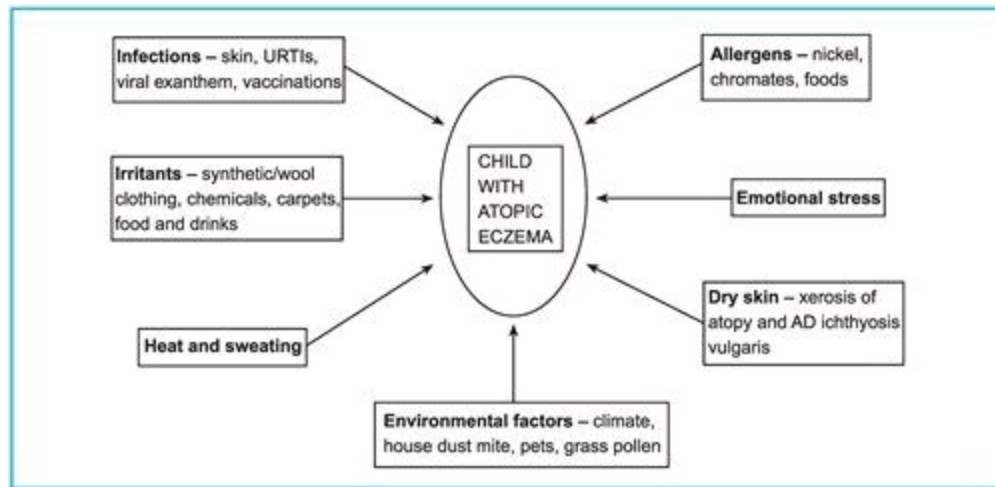 Infections – skin, URTIs,
viral exanthem, vaccinations
Allergens – nickel,
chromates, foods
CHILD
WITH
ATOPIC
ECZEMA
Irritants – synthetic/wool
clothing, chemicals, carpets,
food and drinks
Emotional stress
Heat and sweating
Dry skin – xerosis of
atopy and AD ichthyosis
vulgaris
Environmental factors – climate,
house dust mite, pets, grass pollen